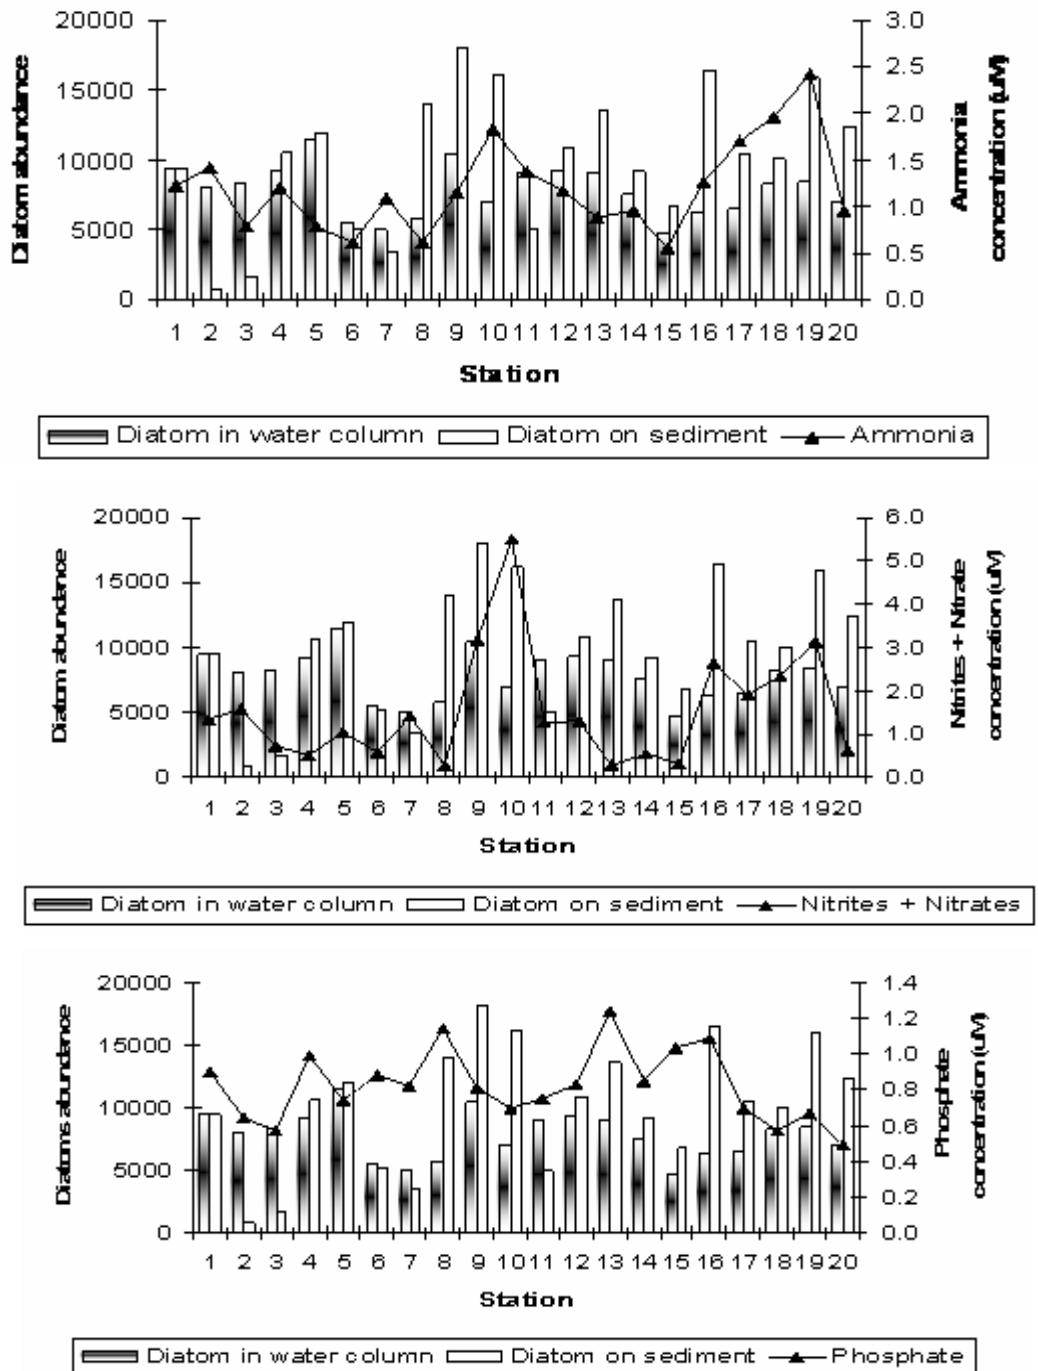 20000 3.0
15000 2.5
10000 2.0
5000 1.5
0 1.0
0.5
0.0
Diatom abundance
Ammonia
concentration (uM)
1 2 3 4 5 6 7 8 9 10 11 12 13 14 15 16 17 18 19 20
Station
Diatom in water column Diatom on sediment Ammonia
20000 6.0
15000 5.0
10000 4.0
5000 3.0
0 2.0
1.0
0.0
Diatom abundance
Nitrites + Nitrate
concentration (uM)
1 2 3 4 5 6 7 8 9 10 11 12 13 14 15 16 17 18 19 20
Station
Diatom in water column Diatom on sediment Nitrites + Nitrates
20000 1.4
15000 1.2
10000 1.0
5000 0.8
0 0.6
0.4
0.2
0.0
Diatoms abundance
Phosphate
concentration (uM)
1 2 3 4 5 6 7 8 9 10 11 12 13 14 15 16 17 18 19 20
Station
Diatom in water column Diatom on sediment Phosphate